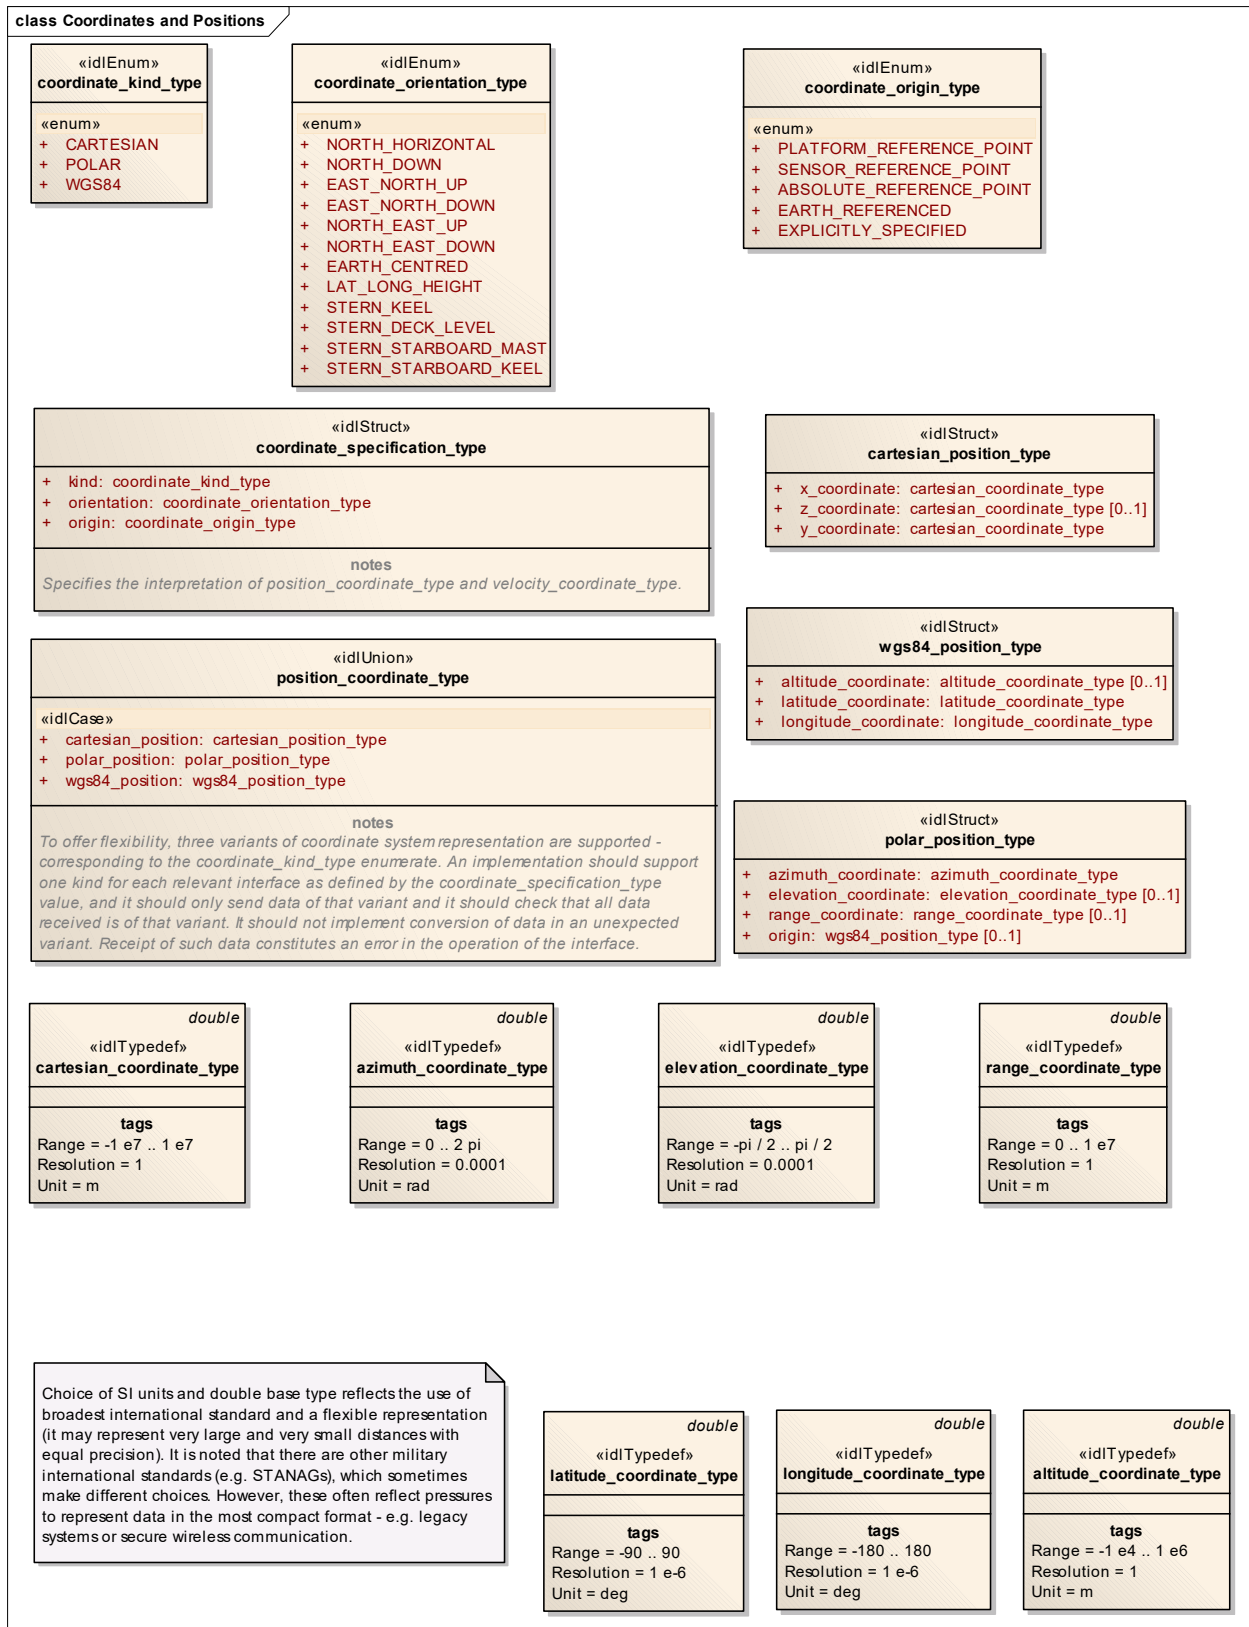 class Coordinates and Positions
«idlEnum»
coordinate_kind_type
«enum»
+ CARTESIAN
+ POLAR
+ WGS84
«idlEnum»
coordinate_orientation_type
«enum»
+ NORTH_HORIZONTAL
+ NORTH_DOWN
+ EAST_NORTH_UP
+ EAST_NORTH_DOWN
+ NORTH_EAST_UP
+ NORTH_EAST_DOWN
+ EARTH_CENTRED
+ LAT_LONG_HEIGHT
+ STERN_KEEL
+ STERN_DECK_LEVEL
+ STERN_STARBOARD_MAST
+ STERN_STARBOARD_KEEL
«idlEnum»
coordinate_origin_type
«enum»
+ PLATFORM_REFERENCE_POINT
+ SENSOR_REFERENCE_POINT
+ ABSOLUTE_REFERENCE_POINT
+ EARTH_REFERENCED
+ EXPLICITLY_SPECIFIED
«idlStruct»
coordinate_specification_type
+ kind: coordinate_kind_type
+ orientation: coordinate_orientation_type
+ origin: coordinate_origin_type
notes
Specifies the interpretation of position_coordinate_type and velocity_coordinate_type.
«idlStruct»
cartesian_position_type
+ x_coordinate: cartesian_coordinate_type
+ z_coordinate: cartesian_coordinate_type [0..1]
+ y_coordinate: cartesian_coordinate_type
«idlUnion»
position_coordinate_type
«idlCase»
+ cartesian_position: cartesian_position_type
+ polar_position: polar_position_type
+ wgs84_position: wgs84_position_type
notes
To offer flexibility, three variants of coordinate system representation are supported -
corresponding to the coordinate_kind_type enumerate. An implementation should support
one kind for each relevant interface as defined by the coordinate_specification_type
value, and it should only send data of that variant and it should check that all data
received is of that variant. It should not implement conversion of data in an unexpected
variant. Receipt of such data constitutes an error in the operation of the interface.
«idlStruct»
wgs84_position_type
+ altitude_coordinate: altitude_coordinate_type [0..1]
+ latitude_coordinate: latitude_coordinate_type
+ longitude_coordinate: longitude_coordinate_type
«idlStruct»
polar_position_type
+ azimuth_coordinate: azimuth_coordinate_type
+ elevation_coordinate: elevation_coordinate_type [0..1]
+ range_coordinate: range_coordinate_type [0..1]
+ origin: wgs84_position_type [0..1]
double
«idlTypedef»
cartesian_coordinate_type
tags
Range = -1 e7 .. 1 e7
Resolution = 1
Unit = m
double
«idlTypedef»
azimuth_coordinate_type
tags
Range = 0 .. 2 pi
Resolution = 0.0001
Unit = rad
double
«idlTypedef»
elevation_coordinate_type
tags
Range = -pi / 2 .. pi / 2
Resolution = 0.0001
Unit = rad
double
«idlTypedef»
range_coordinate_type
tags
Range = 0 .. 1 e7
Resolution = 1
Unit = m
Choice of SI units and double base type reflects the use of
broadest international standard and a flexible representation
(it may represent very large and very small distances with
equal precision). It is noted that there are other military
international standards (e.g. STANAGs), which sometimes
make different choices. However, these often reflect pressures
to represent data in the most compact format - e.g. legacy
systems or secure wireless communication.
double
«idlTypedef»
latitude_coordinate_type
tags
Range = -90 .. 90
Resolution = 1 e-6
Unit = deg
double
«idlTypedef»
longitude_coordinate_type
tags
Range = -180 .. 180
Resolution = 1 e-6
Unit = deg
double
«idlTypedef»
altitude_coordinate_type
tags
Range = -1 e4 .. 1 e6
Resolution = 1
Unit = m